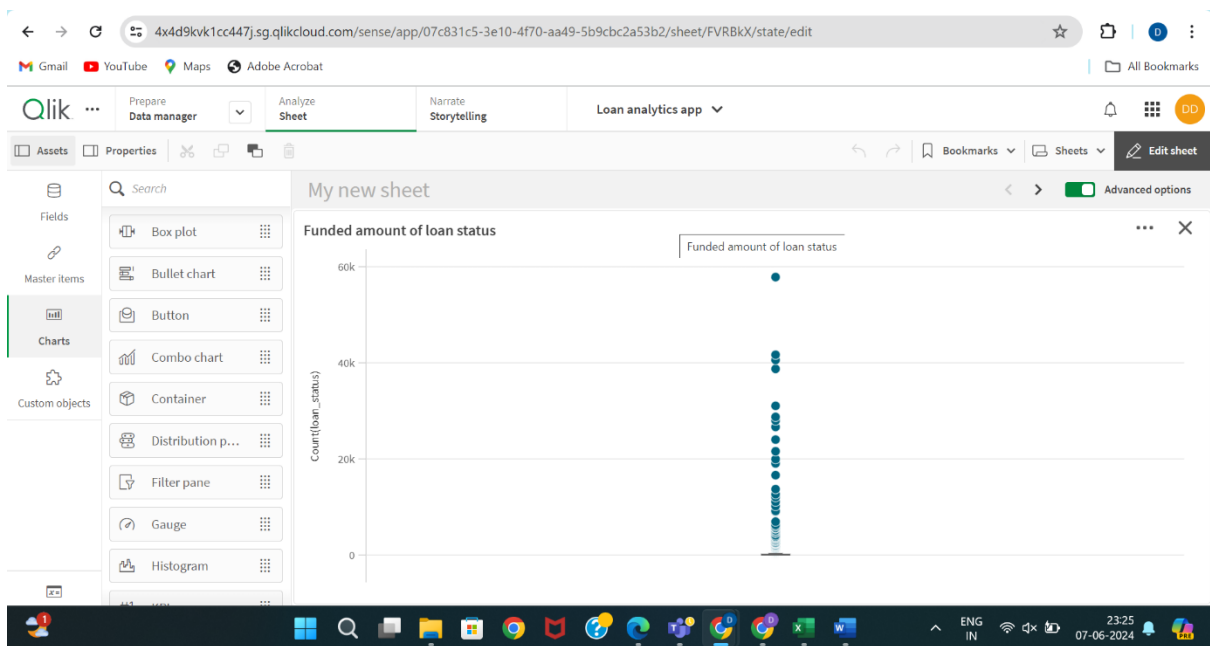 4x4d9kvk1cc447j.sg.qlikcloud.com/sense/app/07c831c5-3e10-4f70-aa49-5b9cbc2a53b2/sheet/FVRBkX/state/edit
D
Gmail YouTube Maps Adobe Acrobat All Bookmarks
Qlik
Prepare
Data manager
Analyze
Sheet
Narrate
Storytelling
Loan analytics app
DD
Assets Properties Bookmarks Sheets Edit sheet
Fields
Master items
Charts
Custom objects
Search
Box plot
Bullet chart
Button
Combo chart
Container
Distribution p...
Filter pane
Gauge
Histogram
My new sheet
Advanced options
Funded amount of loan status
Funded amount of loan status
60k
40k
20k
0
Count(loan_status)
1
ENG
IN
23:25
07-06-2024
PRE